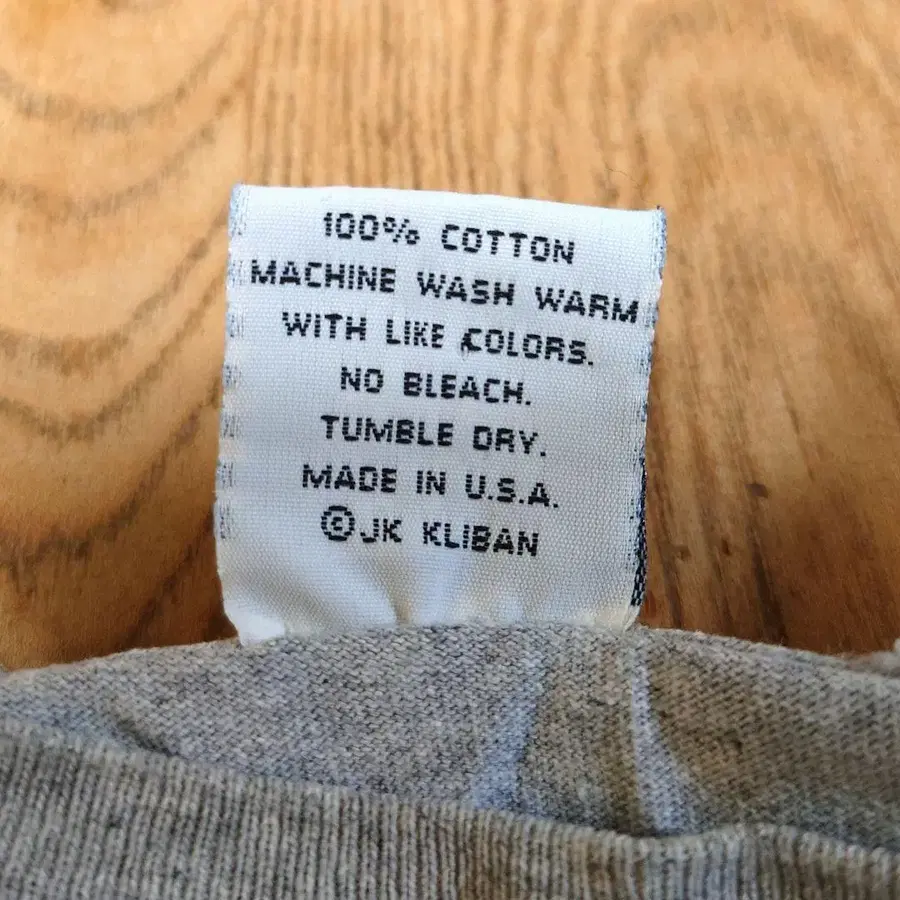 100% COTTON
MACHINE WASH WARM
WITH LIKE COLORS.
NO BLEACH.
TUMBLE DRY.
MADE IN U.S.A.
©JK KLIBAN